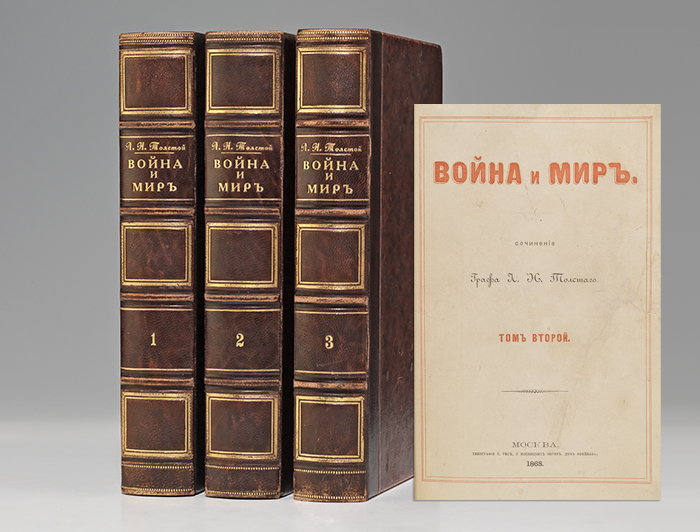 Л. Н. Толстой
ВОЙНА
И
МИРЪ
1
Л. Н. Толстой
ВОЙНА
И
МИРЪ
2
Л. Н. Толстой
ВОЙНА
И
МИРЪ
3
ВОЙНА и МИРЪ.
СОЧИНЕНІЕ
Графа Л. Н. Толстаго.
ТОМЪ ВТОРОЙ.
МОСКВА.
1868.